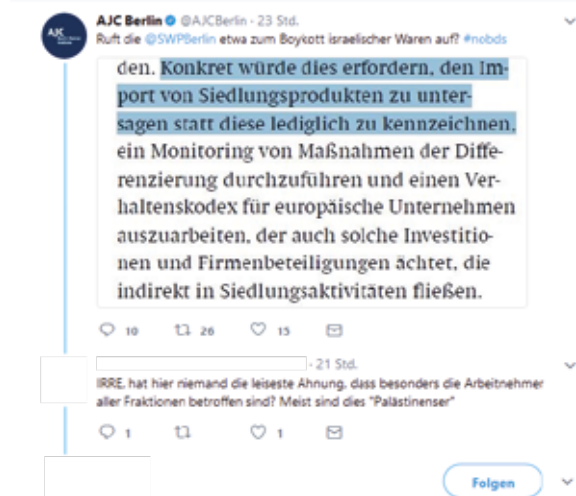 AJC Berlin @AJCBerlin · 23 Std.
Ruft die @SWPBerlin etwa zum Boykott israelischer Waren auf? #nobds
den. Konkret würde dies erfordern, den Im-
port von Siedlungsprodukten zu unter-
sagen statt diese lediglich zu kennzeichnen,
ein Monitoring von Maßnahmen der Diffe-
renzierung durchzuführen und einen Ver-
haltenskodex für europäische Unternehmen
auszuarbeiten, der auch solche Investitio-
nen und Firmenbeteiligungen ächtet, die
indirekt in Siedlungsaktivitäten fließen.
10 26 15
· 21 Std.
IRRE, hat hier niemand die leiseste Ahnung, dass besonders die Arbeitnehmer
aller Fraktionen betroffen sind? Meist sind dies "Palästinenser"
1 1
Folgen